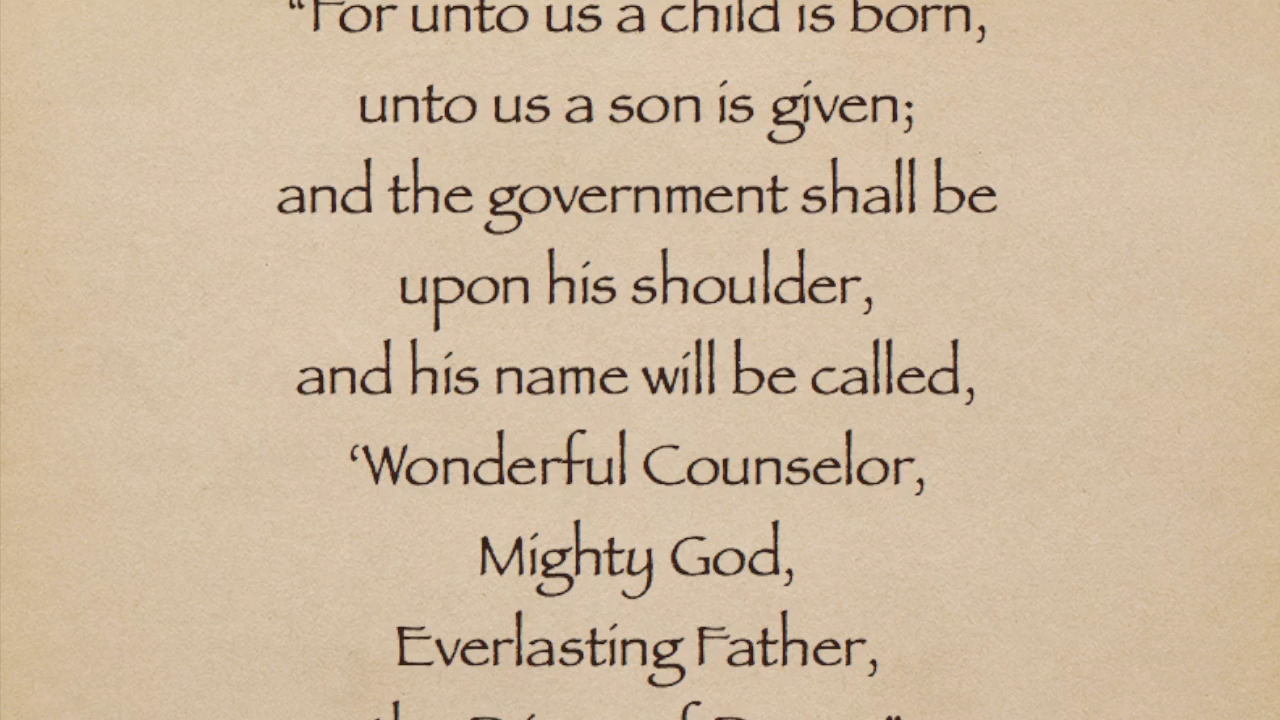 “For unto us a child is born,
unto us a son is given;
and the government shall be
upon his shoulder,
and his name will be called,
‘Wonderful Counselor,
Mighty God,
Everlasting Father,